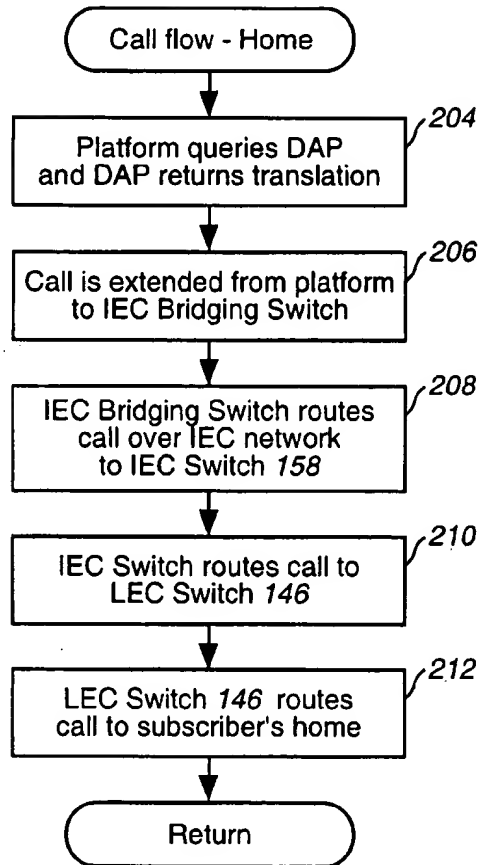 Call flow - Home
204
Platform queries DAP
and DAP returns translation
206
Call is extended from platform
to IEC Bridging Switch
208
IEC Bridging Switch routes
call over IEC network
to IEC Switch 158
210
IEC Switch routes call to
LEC Switch 146
212
LEC Switch 146 routes
call to subscriber's home
Return